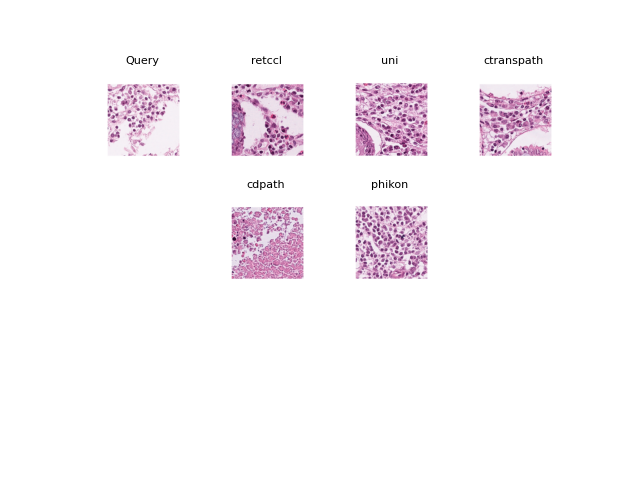 Query
retccl
uni
ctranspath
cdpath
phikon